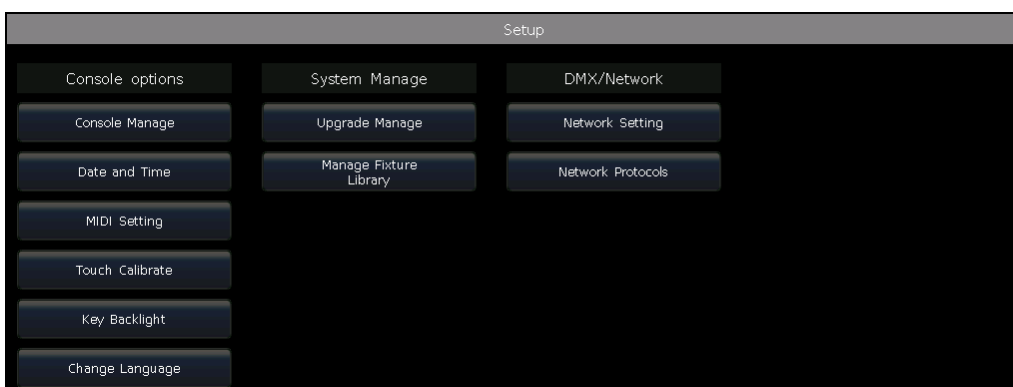 Setup
Console options
Console Manage
Date and Time
MIDI Setting
Touch Calibrate
Key Backlight
Change Language
System Manage
Upgrade Manage
Manage Fixture
Library
DMX/Network
Network Setting
Network Protocols